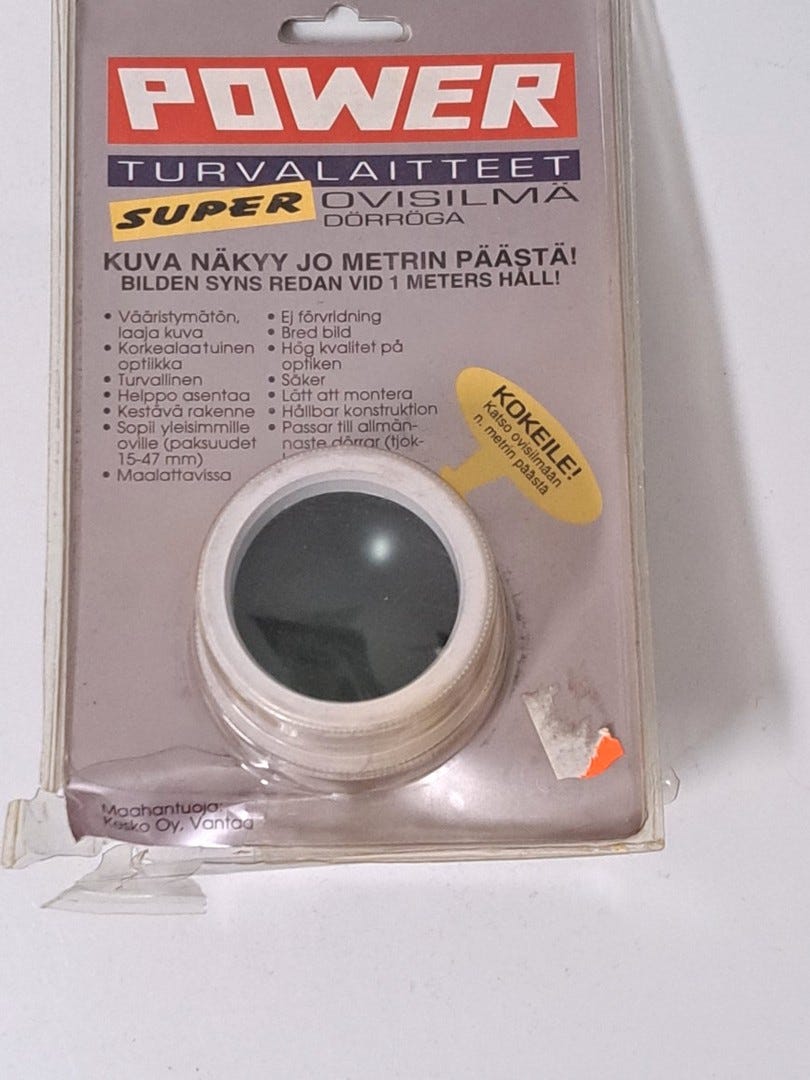 POWER
TURVALAITTEET
SUPER OVISILMÄ
DÖRRÖGA
KUVA NÄKYY JO METRIN PÄÄSTÄ!
BILDEN SYNS REDAN VID 1 METERS HÅLL!
• Vääristymätön,
laaja kuva
• Korkealaatuinen
optiikka
• Turvallinen
• Helppo asentaa
• Kestävä rakenne
• Sopii yleisimmille
oville (paksuudet
15-47 mm)
• Maalattavissa
• Ej förvridning
• Bred bild
• Hög kvalitet på
optiken
• Säker
• Lätt att montera
• Hållbar konstruktion
• Passar till allmän-
naste dörrar (tjok-
KOKEILE!
Katso ovisilmään
n. metrin päästä
Maahantuoja:
Kesko Oy, Vantaa